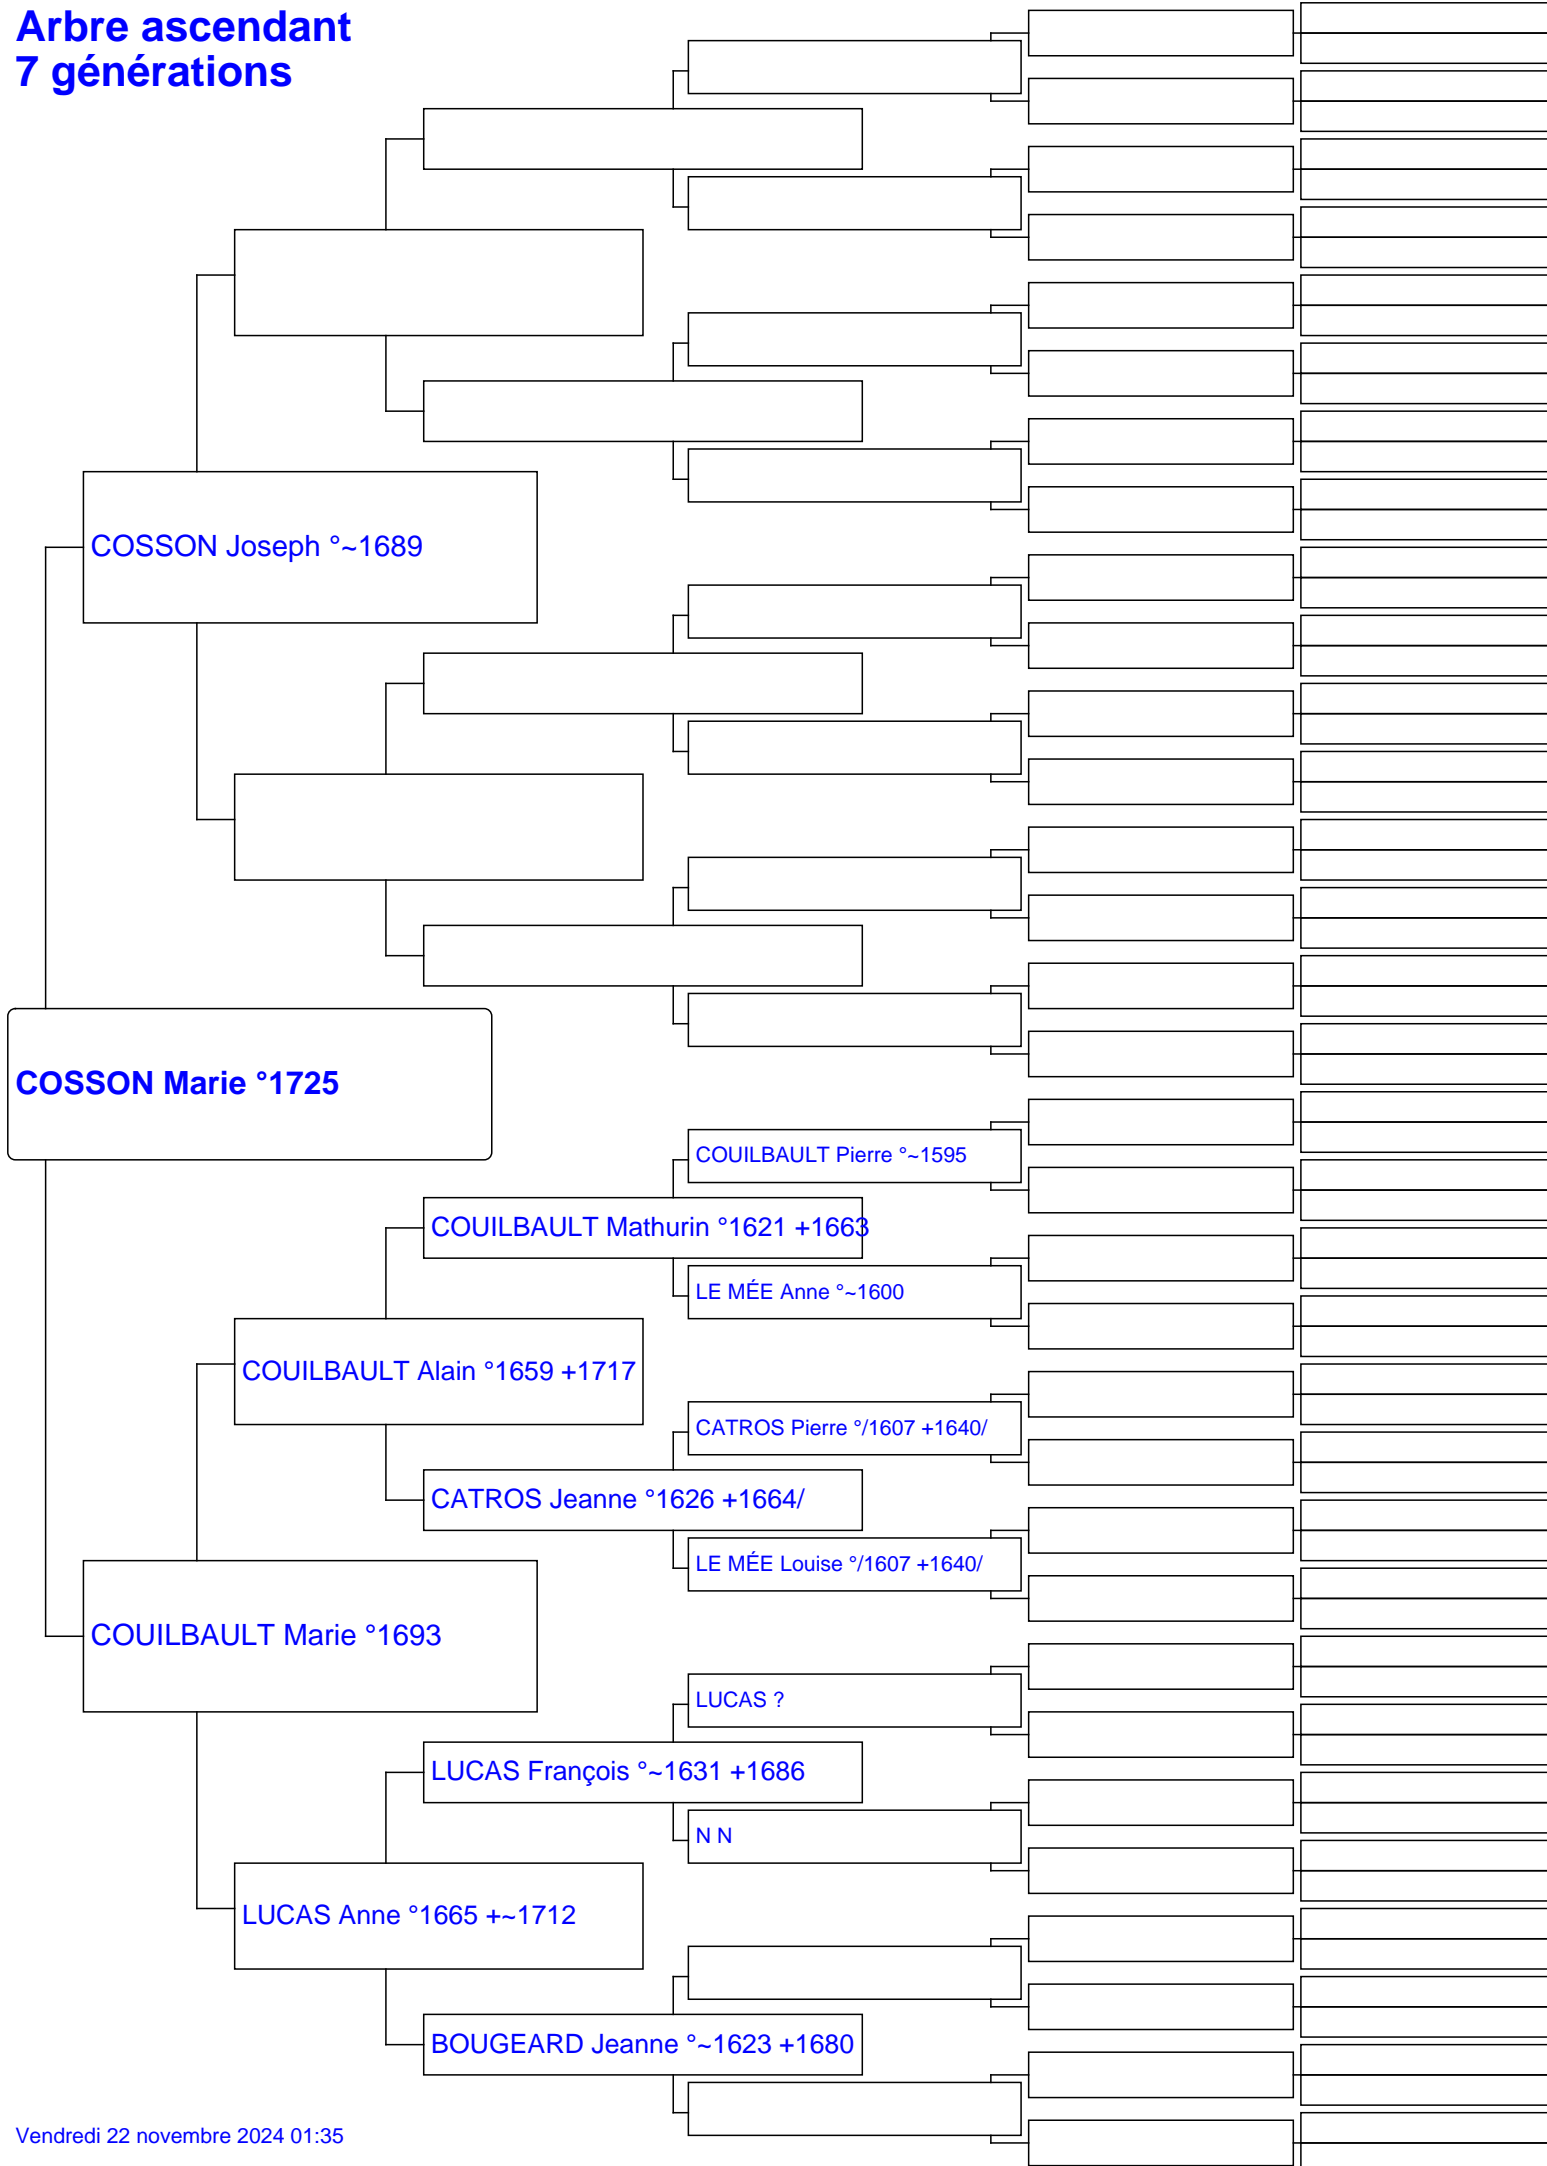 Arbre ascendant
7 générations
COSSON Joseph °~1689
COSSON Marie °1725
COUILBAULT Pierre °~1595
COUILBAULT Mathurin °1621 +1663
LE MÉE Anne °~1600
COUILBAULT Alain °1659 +1717
CATROS Pierre °/1607 +1640/
CATROS Jeanne °1626 +1664/
LE MÉE Louise °/1607 +1640/
COUILBAULT Marie °1693
LUCAS ?
LUCAS François °~1631 +1686
N N
LUCAS Anne °1665 +~1712
BOUGEARD Jeanne °~1623 +1680
Vendredi 22 novembre 2024 01:35